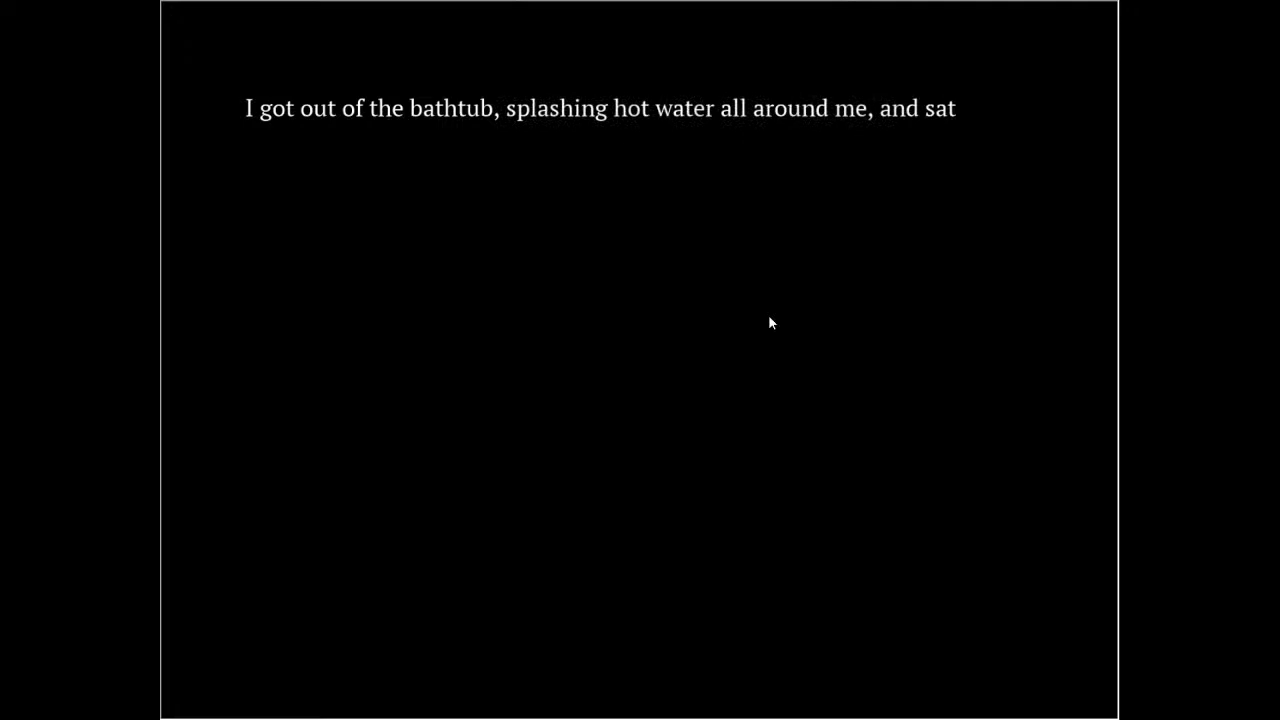 I got out of the bathtub, splashing hot water all around me, and sat